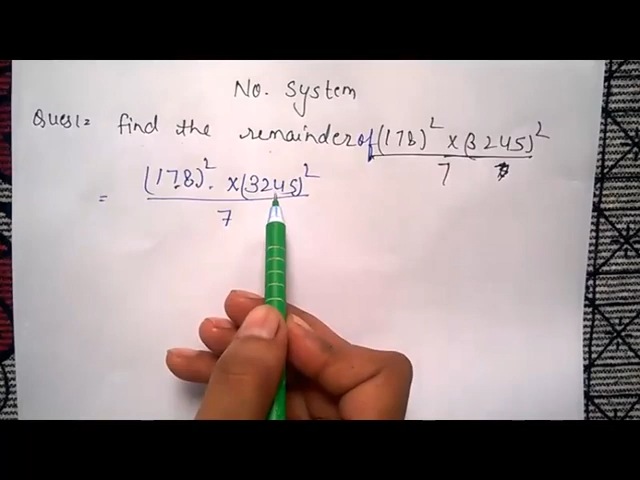 No. System
Ques1= find the remainder of (178)² x (3245)²
7
= (178)². x (3245)²
7